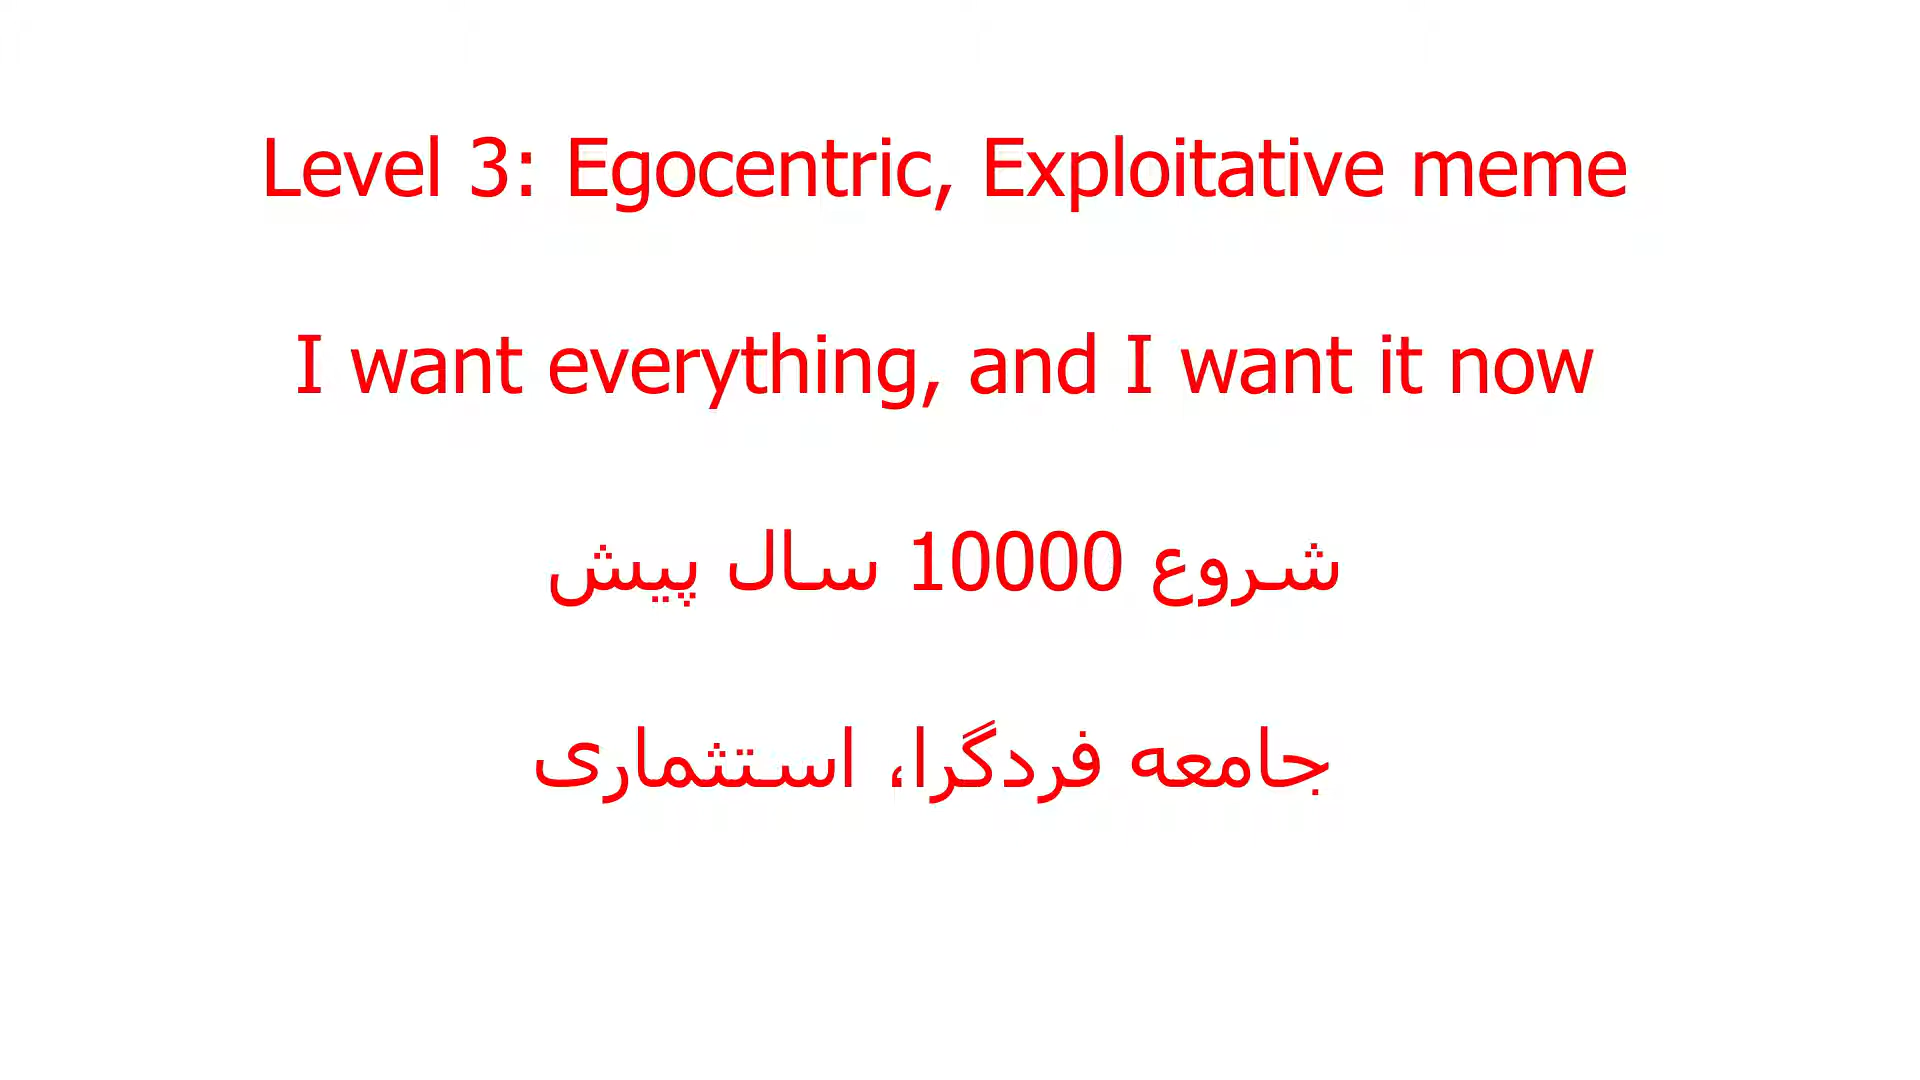 Level 3: Egocentric, Exploitative meme
I want everything, and I want it now
شروع 10000 سال پیش
جامعه فردگرا، استثماری